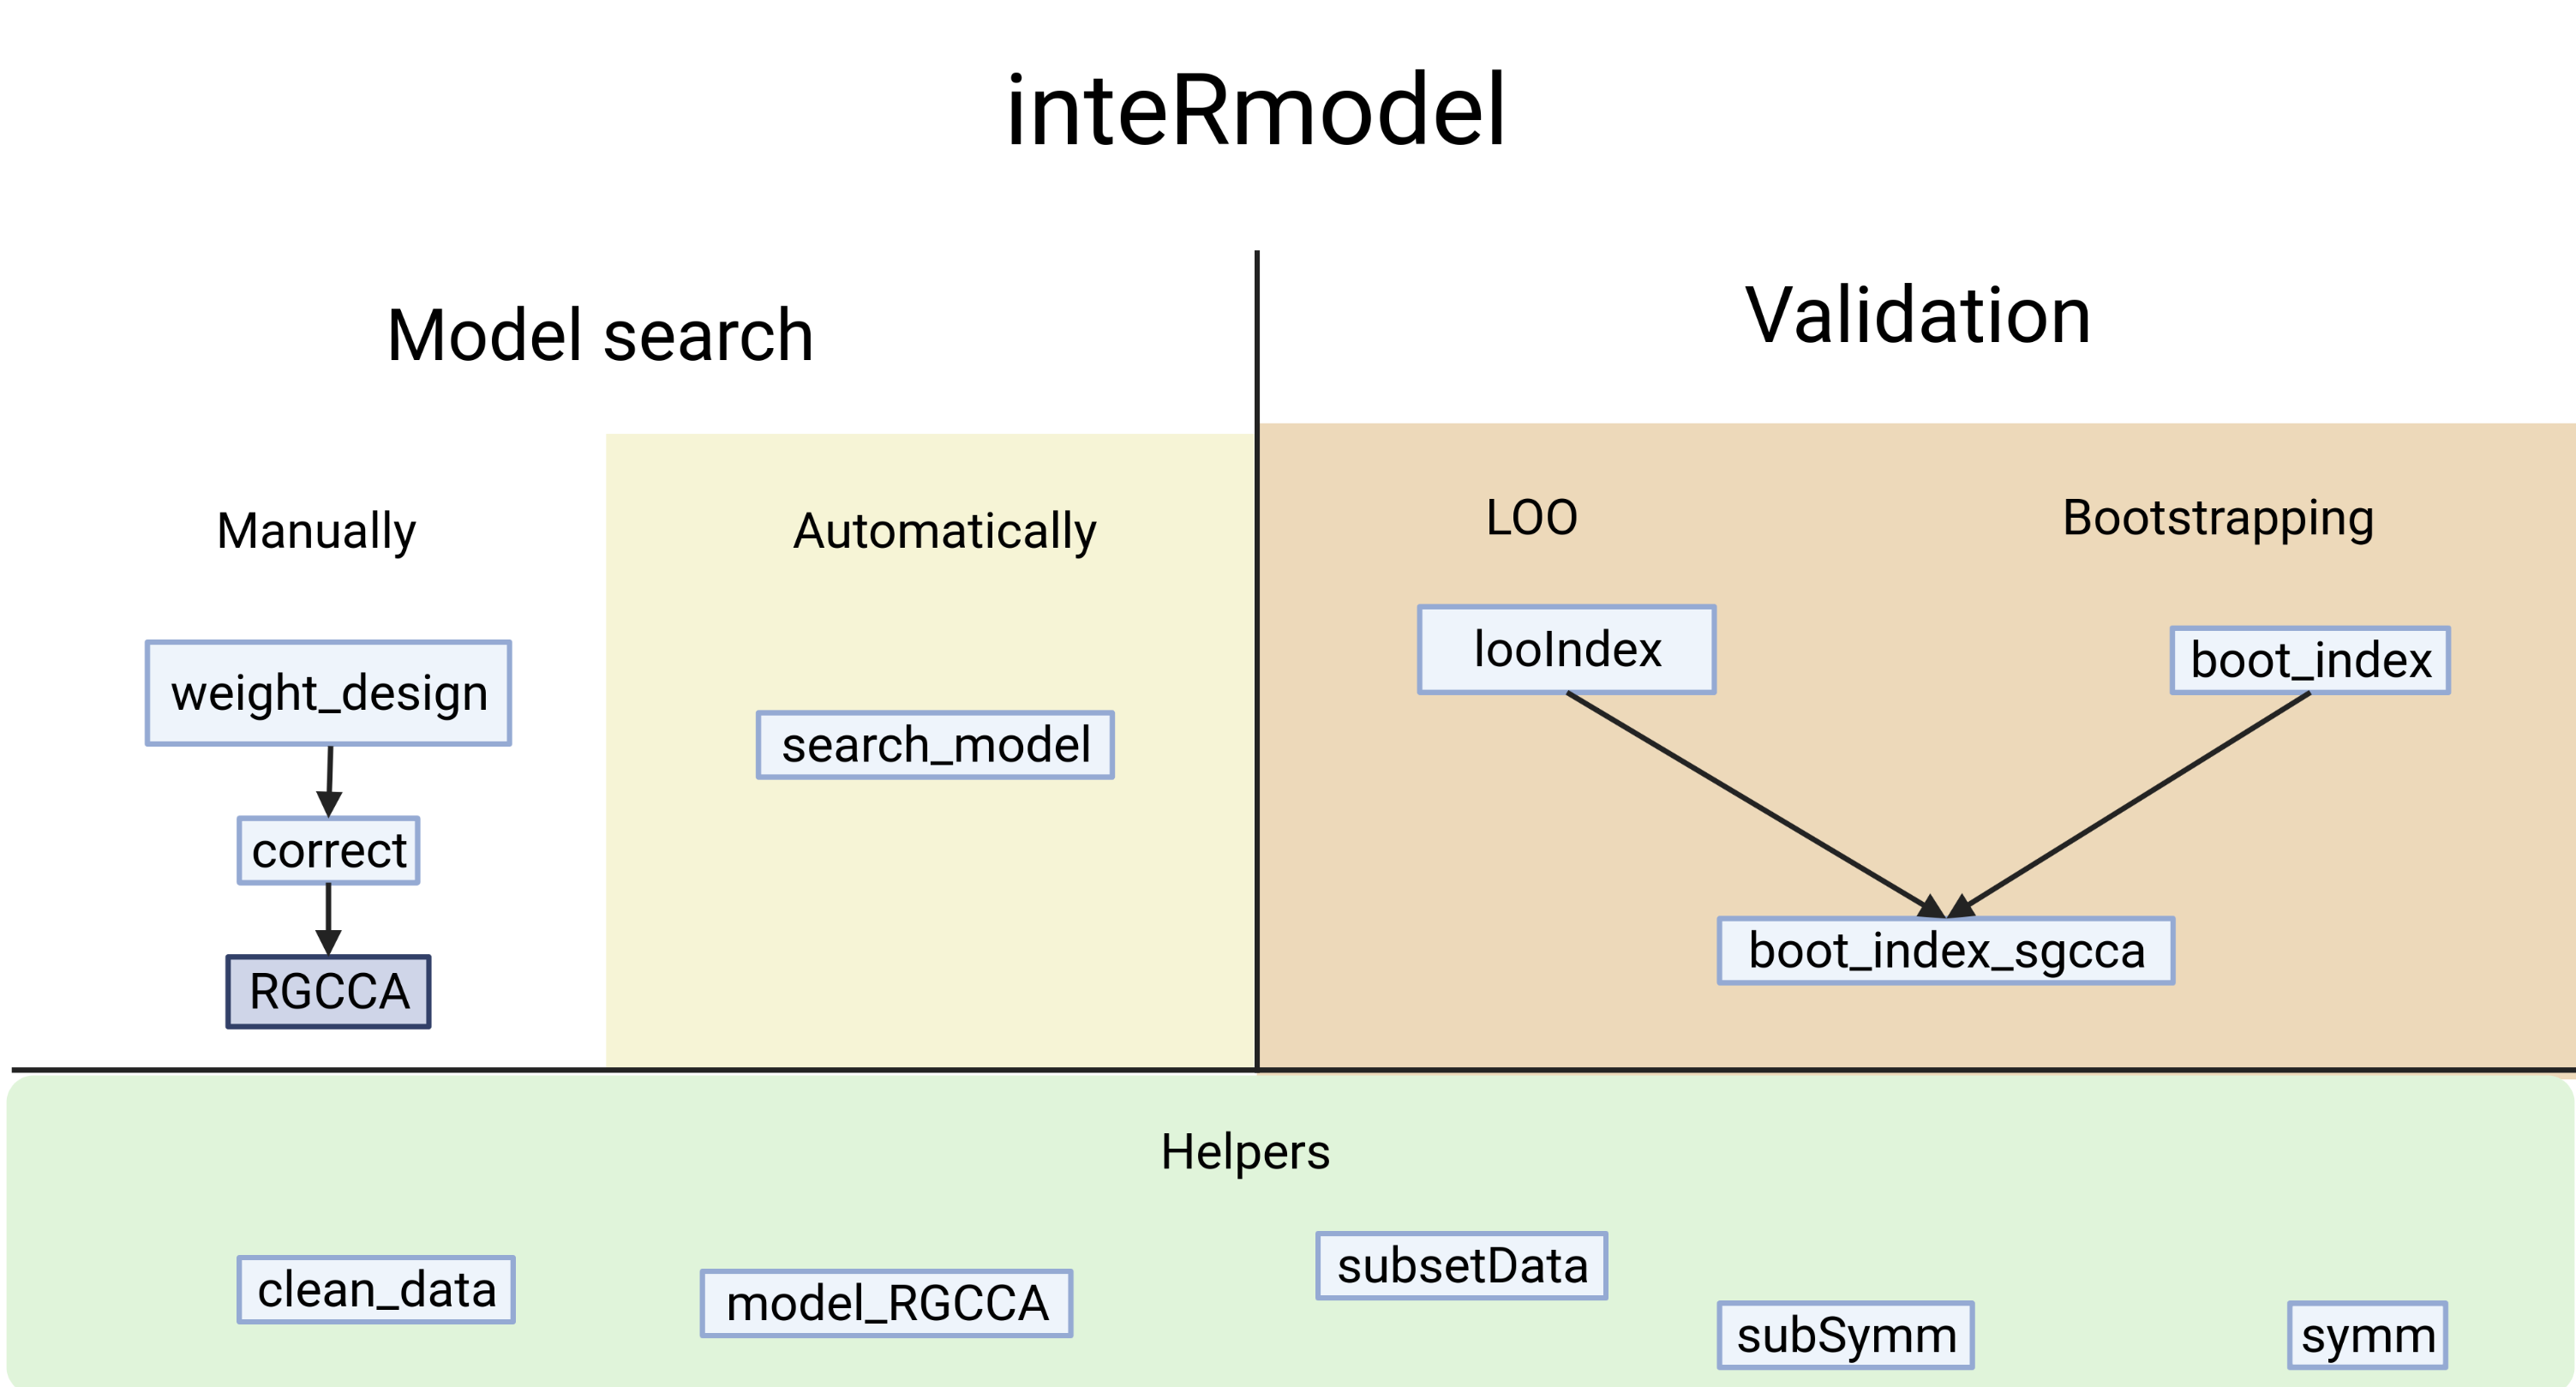 inteRmodel
Model search
Validation
Manually
Automatically
LOO
Bootstrapping
weight_design
correct
RGCCA
search_model
looIndex
boot_index
boot_index_sgcca
Helpers
clean_data
model_RGCCA
subsetData
subSymm
symm